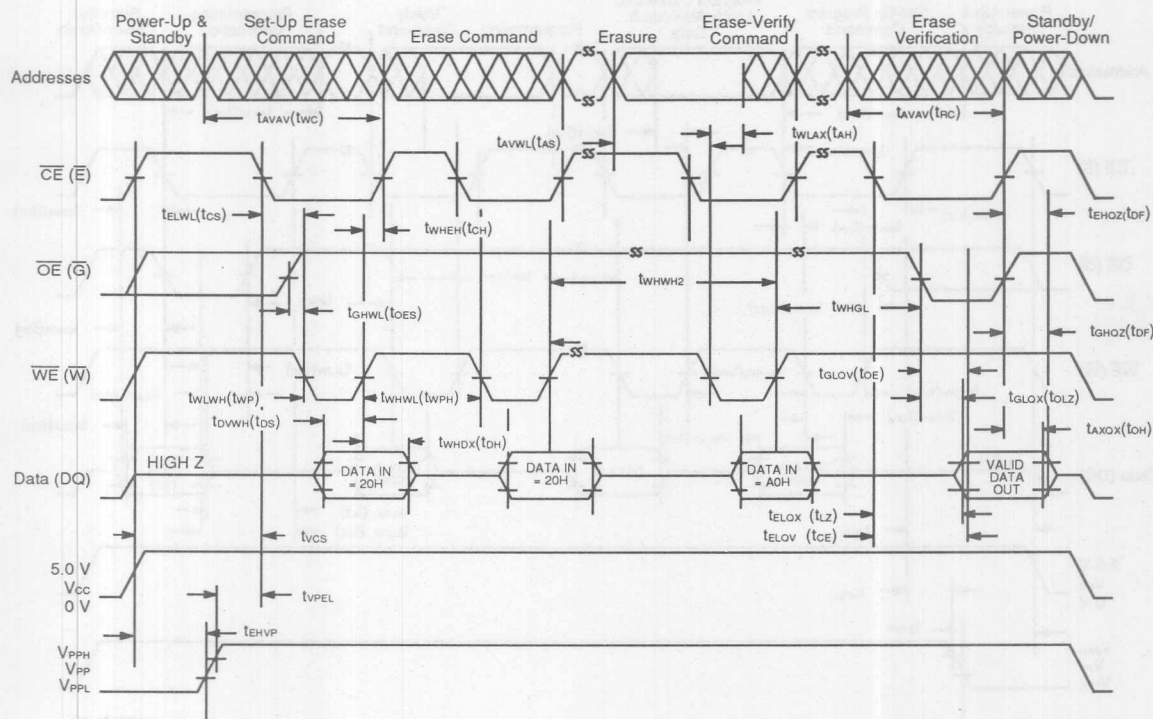 Power-Up &
Standby
Set-Up Erase
Command
Erase Command
Erasure
Erase-Verify
Command
Erase
Verification
Standby/
Power-Down
Addresses
tAVAV(tWC)
tAVWL(tAS)
tWLAX(tAH)
tAVAV(tRC)
CE (E)
tELWL(tCS)
tWHEH(tCH)
tEHQZ(tDF)
OE (G)
tGHWL(tOES)
tWHWH2
tWHGL
tGHQZ(tDF)
WE (W)
tWLWH(tWP)
tWHWL(tWPH)
tGLQV(tOE)
tGLQX(tOLZ)
tDVWH(tDS)
tWHDX(tDH)
tAXQX(tOH)
Data (DQ)
HIGH Z
DATA IN
= 20H
DATA IN
= 20H
DATA IN
= A0H
VALID
DATA
OUT
tELQX (tLZ)
tELQV (tCE)
tVCS
5.0 V
VCC
0 V
tVPEL
tEHVP
VPPH
VPP
VPPL